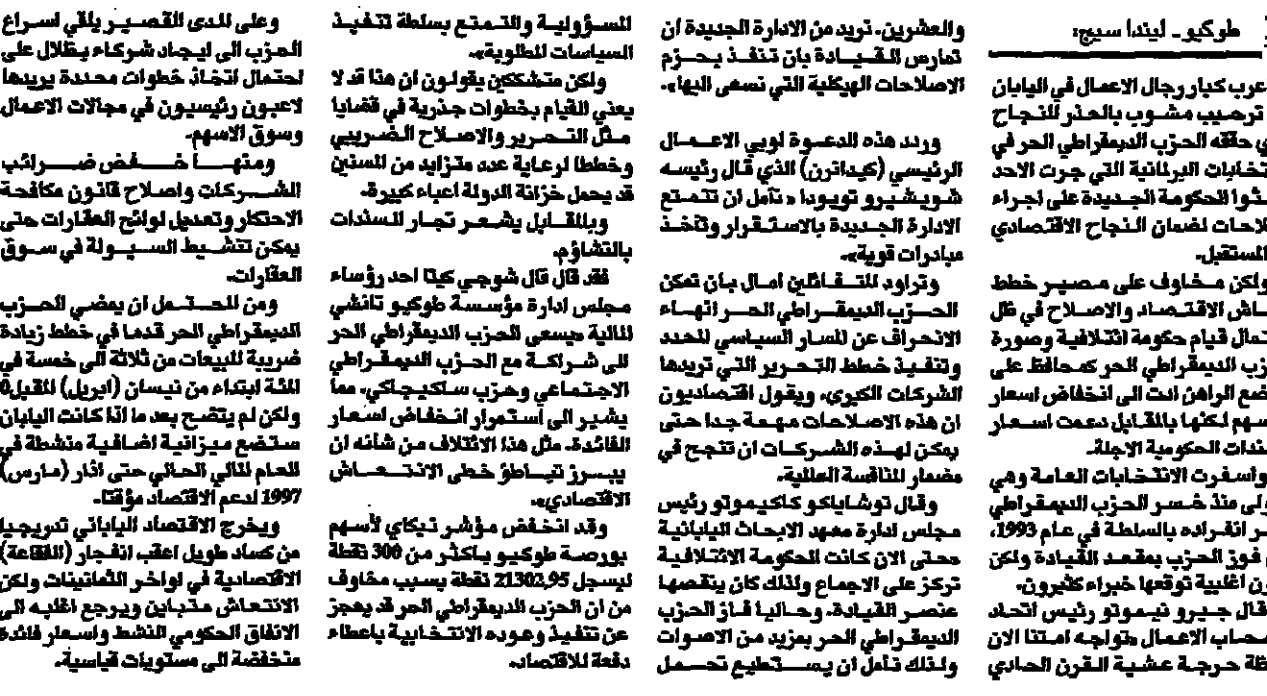 طوكيو ـ ليندا سيج:
عرب كبار رجال الاعمال في اليابان
ترحيب مشوب بالحذر للنجاح
ي حققه الحزب الديمقراطي الحر في
تخابات البرلمانية التي جرت الاحد
ثوا الحكومة الجديدة على اجراء
لاحات لضمان النجاح الاقتصادي
المستقبل.
ولكن مخاوف على مصير خطط
ـاش الاقتصاد والاصلاح في ظل
تمال قيام حكومة ائتلافية وصورة
زب الديمقراطي الحر كمحافظ على
ضع الراهن ادت الى انخفاض اسعار
سهم لكنها بالمقابل دعمت اسعار
ندات الحكومية الاجلة.
واسفرت الانتخابات العامة وهي
ولى منذ خسر الحزب الديمقراطي
ـر انفراده بالسلطة في عام 1993،
فوز الحزب بمقعد القيادة ولكن
ون اغلبية توقعها خبراء كثيرون.
قال جيرو نيموتو رئيس اتحاد
ـحاب الاعمال «تواجه امتنا الان
ظة حرجة عشية القرن الحادي
والعشرين. نريد من الادارة الجديدة ان
تمارس القيادة بأن تنفذ بحزم
الاصلاحات الهيكلية التي نسعى اليها».
وردد هذه الدعوة لوبي الاعمال
الرئيسي (كيدانرن) الذي قال رئيسه
شويشيرو تويودا «نأمل ان تتمتع
الادارة الجديدة بالاستقرار وتأخذ
مبادرات قوية».
وتراود المتفائلين امال بأن تمكن
الحزب الديمقراطي الحر انهاء
الانحراف عن المسار السياسي المحدد
وتنفيذ خطط التحرير التي تريدها
الشركات الكبرى، ويقول اقتصاديون
ان هذه الاصلاحات مهمة جدا حتى
يمكن لهذه الشركات ان تنجح في
مضمار المنافسة العالمية.
وقال توشاياكو كاكيموتو رئيس
مجلس ادارة معهد الابحاث اليابانية
«حتى الان كانت الحكومة الائتلافية
تركز على الاجماع ولذلك كان ينقصها
عنصر القيادة. وحاليا فاز الحزب
الديمقراطي الحر بمزيد من الاصوات
ولذلك نأمل ان يستطيع تحمل
المسؤولية والتمتع بسلطة تنفيذ
السياسات المطلوبة».
ولكن متشككين يقولون ان هذا قد لا
يعني القيام بخطوات جذرية في قضايا
مثل التحرير والاصلاح الضريبي
وخططا لرعاية عدد متزايد من المسنين
قد يحمل خزانة الدولة اعباء كبيرة.
وبالمقابل يشعر تجار السندات
بالتشاؤم.
فقد قال شوجي كيتا احد رؤساء
مجلس ادارة مؤسسة طوكيو تانشي
المالية «يسعى الحزب الديمقراطي الحر
الى شراكة مع الحزب الديمقراطي
الاجتماعي وحزب ساكيجاكي. مما
يشير الى استمرار انخفاض اسعار
الفائدة. مثل هذا الائتلاف من شأنه ان
يبرز تباطؤ خطى الانتعاش
الاقتصادي».
وقد انخفض مؤشر نيكاي لأسهم
بورصة طوكيو باكثر من 300 نقطة
ليسجل 21302,95 نقطة بسبب مخاوف
من ان الحزب الديمقراطي الحر قد يعجز
عن تنفيذ وعوده الانتخابية باعطاء
دفعة للاقتصاد.
وعلى المدى القصير يلقي اسراع
الحزب الى ايجاد شركاء بظلال على
احتمال اتخاذ خطوات محددة يريدها
لاعبون رئيسيون في مجالات الاعمال
وسوق الاسهم.
ومنها خفض ضرائب
الشركات واصلاح قانون مكافحة
الاحتكار وتعديل لوائح العقارات حتى
يمكن تنشيط السيولة في سوق
العقارات.
ومن المحتمل ان يمضي الحزب
الديمقراطي الحر قدما في خطط زيادة
ضريبة المبيعات من ثلاثة الى خمسة في
المئة ابتداء من نيسان (ابريل) المقبل
ولكن لم يتضح بعد ما اذا كانت اليابان
ستضع ميزانية اضافية منشطة في
العام المالي الحالي حتى اذار (مارس)
1997 لدعم الاقتصاد مؤقتا.
ويخرج الاقتصاد الياباني تدريجيا
من كساد طويل اعقب انفجار (الفقاعة)
الاقتصادية في اواخر الثمانينات ولكن
الانتعاش متباين ويرجع اغلبه الى
الانفاق الحكومي النشط واسعار فائدة
منخفضة الى مستويات قياسية.